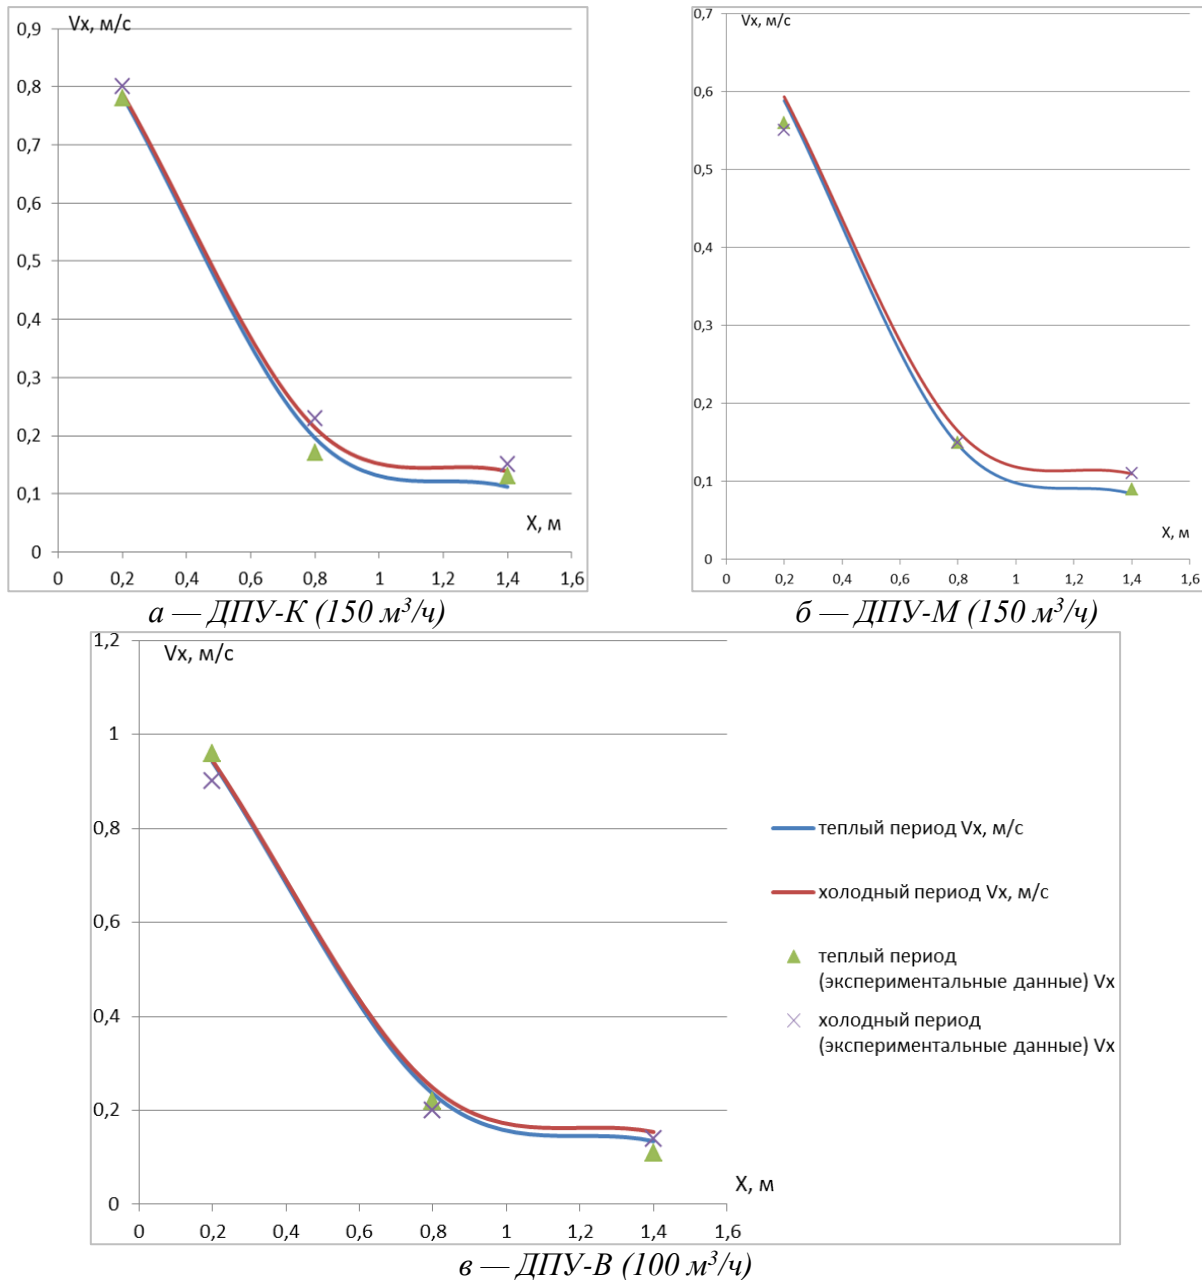 Vx, м/с
0,9
0,8
0,7
0,6
0,5
0,4
0,3
0,2
0,1
0
X, м
0 0,2 0,4 0,6 0,8 1 1,2 1,4 1,6
а — ДПУ-К (150 м³/ч)
Vx, м/с
0,7
0,6
0,5
0,4
0,3
0,2
0,1
0
X, м
0 0,2 0,4 0,6 0,8 1 1,2 1,4 1,6
б — ДПУ-М (150 м³/ч)
1,2
Vx, м/с
1
0,8
0,6
0,4
0,2
0
X, м
0 0,2 0,4 0,6 0,8 1 1,2 1,4 1,6
теплый период Vx, м/с
холодный период Vx, м/с
теплый период
(экспериментальные данные) Vx
холодный период
(экспериментальные данные) Vx
в — ДПУ-В (100 м³/ч)